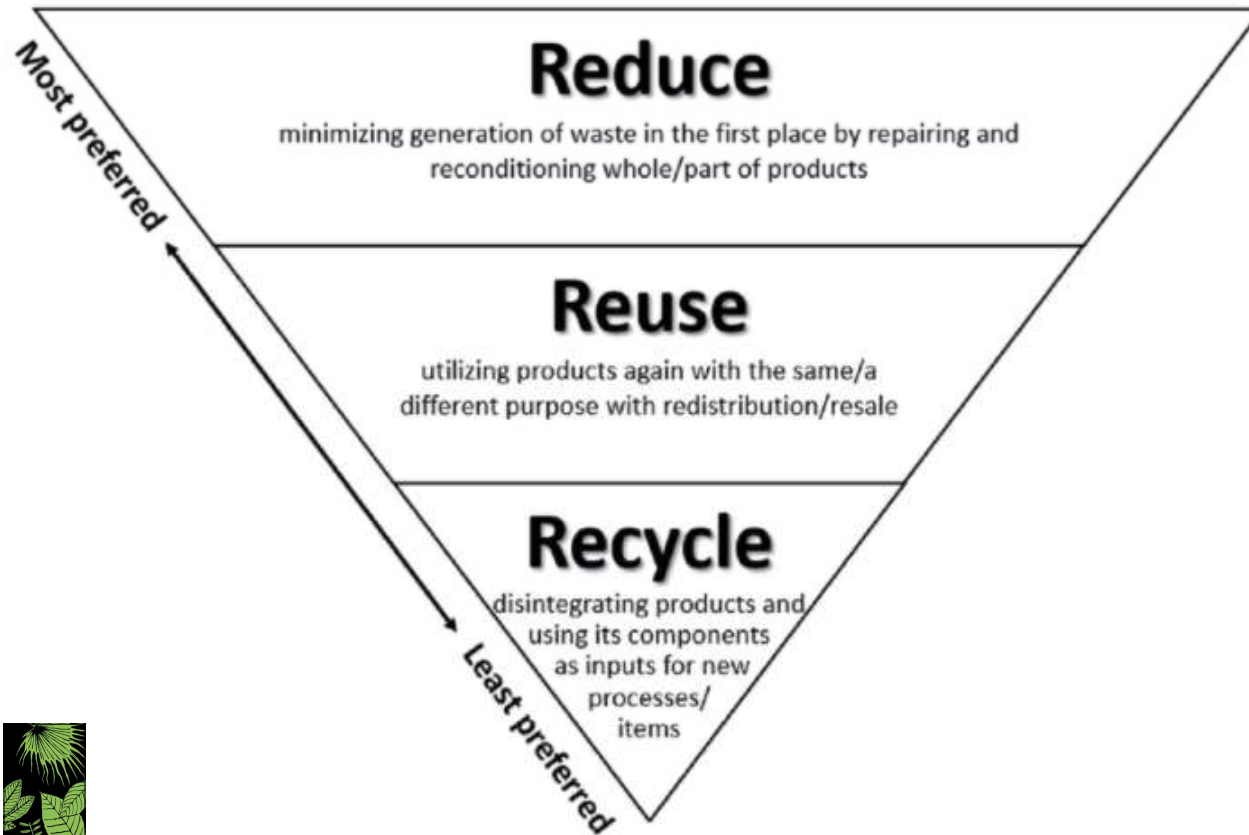 Most preferred
Reduce
minimizing generation of waste in the first place by repairing and
reconditioning whole/part of products
Reuse
utilizing products again with the same/a
different purpose with redistribution/resale
Recycle
disintegrating products and
using its components
as inputs for new
processes/
items
Least preferred